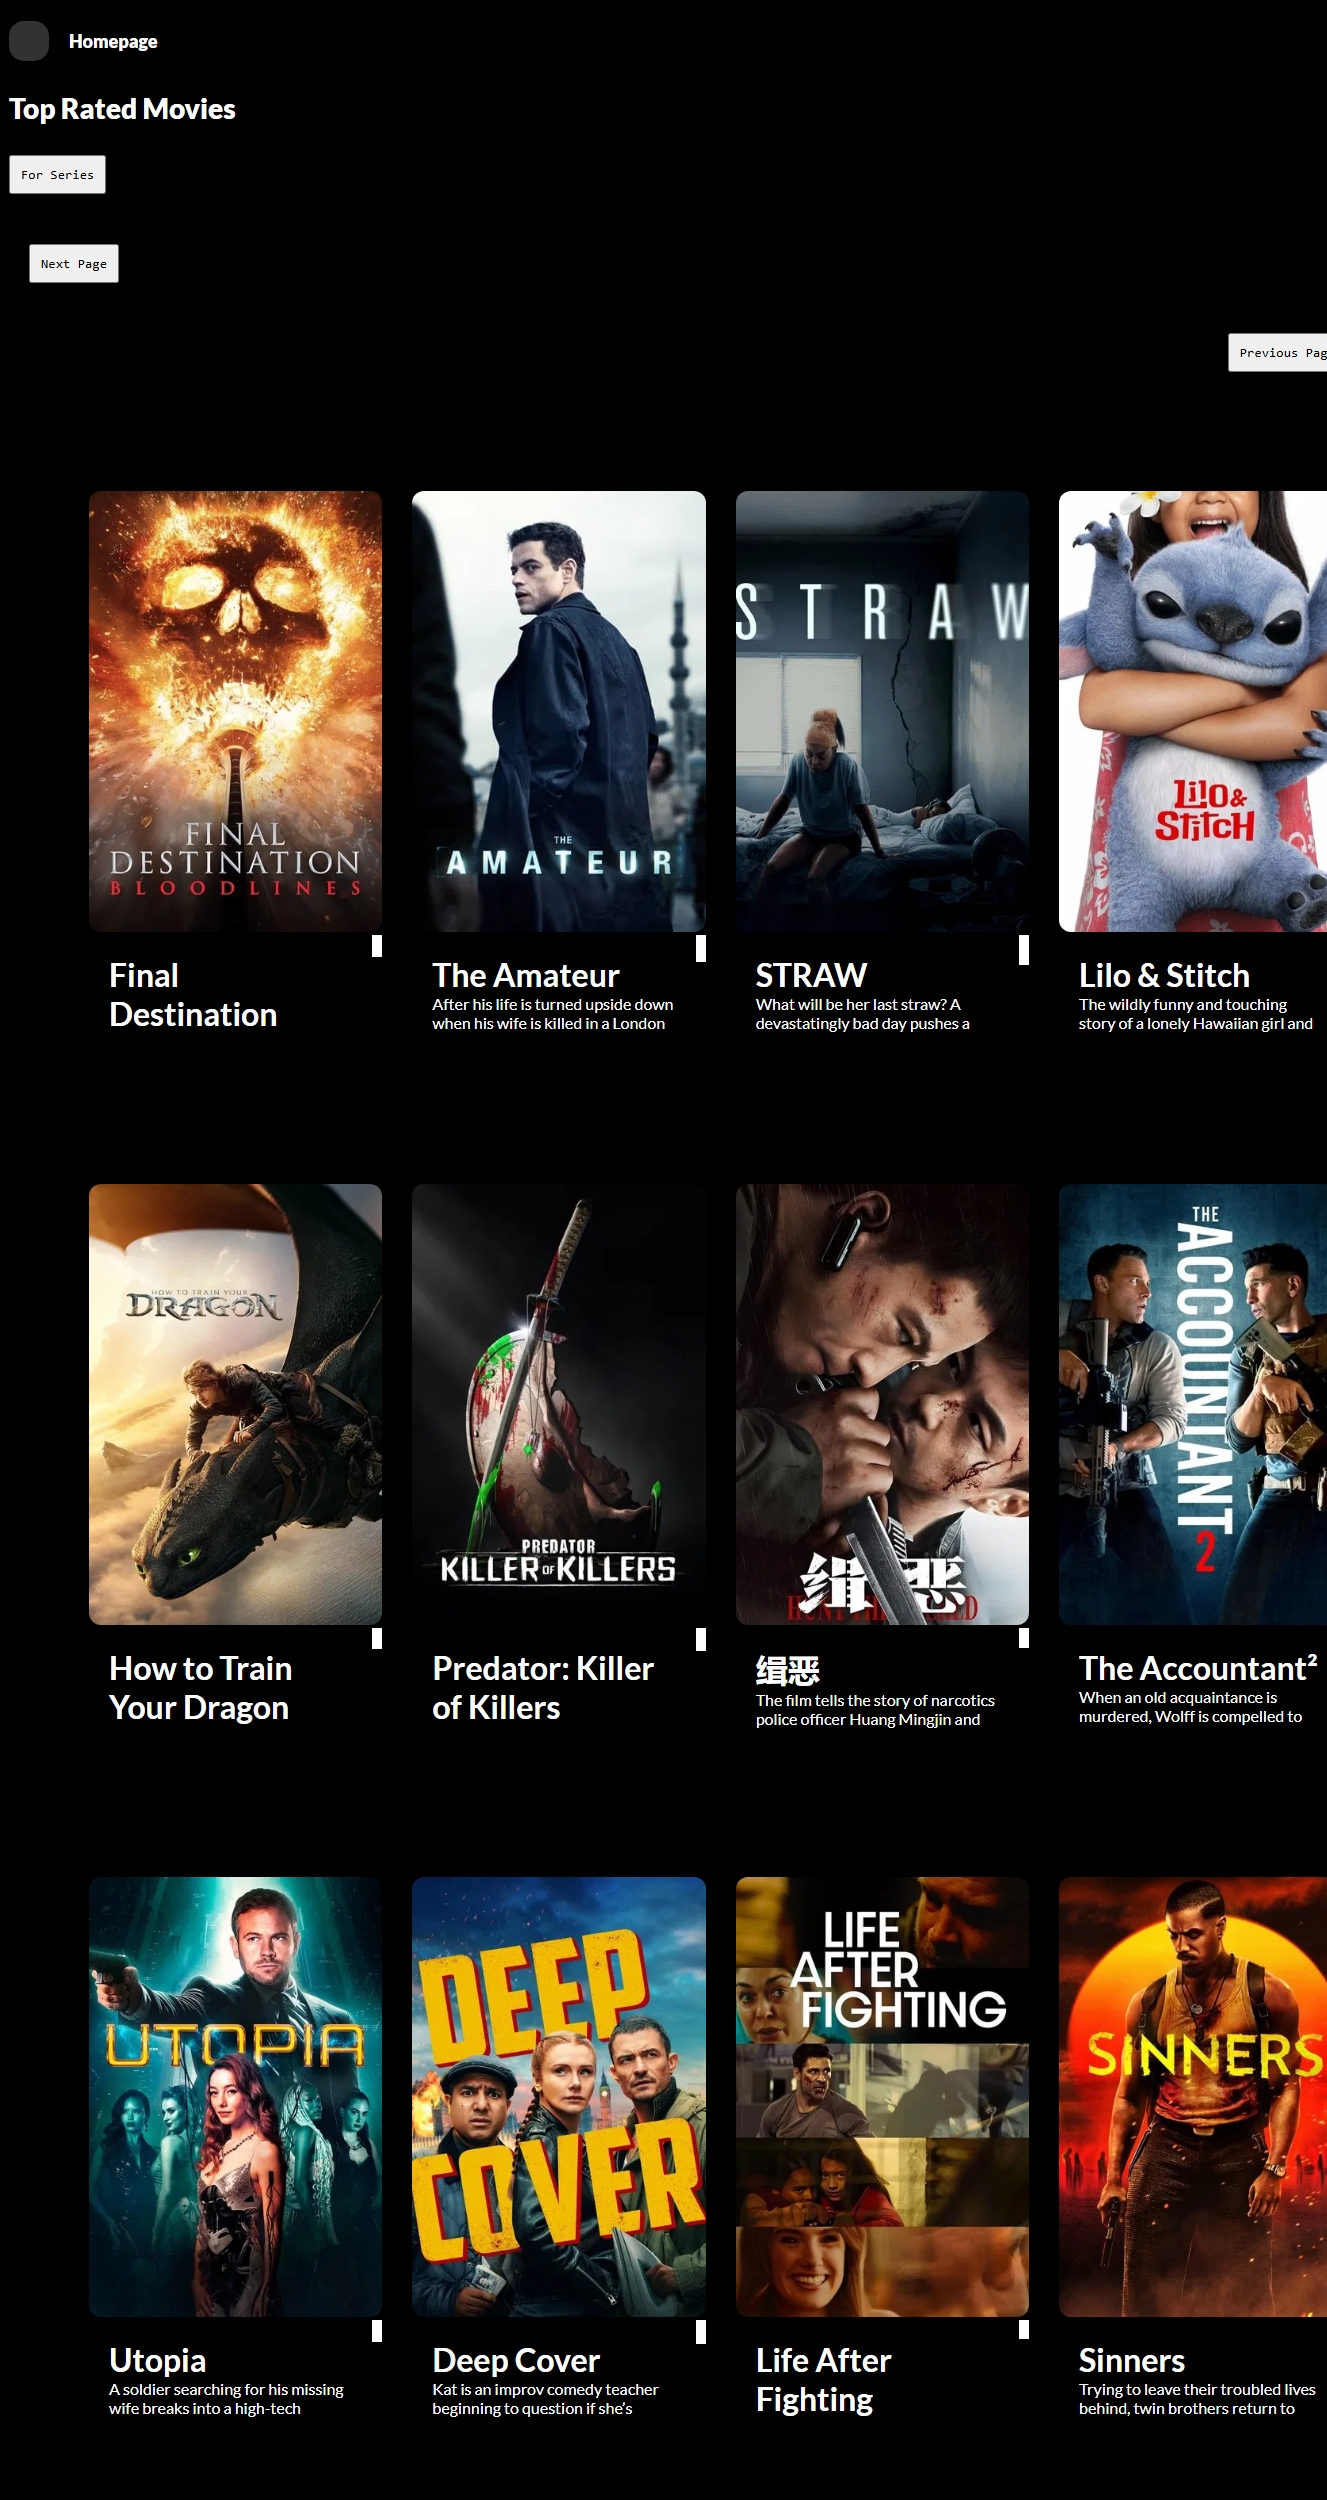 Homepage
Top Rated Movies
For Series
Next Page
Previous Pag
FINAL
DESTINATION
BLOODLINES
THE
AMATEUR
STRAW
Lilo &
StitcH
Final
Destination
The Amateur
After his life is turned upside down
when his wife is killed in a London
STRAW
What will be her last straw? A
devastatingly bad day pushes a
Lilo & Stitch
The wildly funny and touching
story of a lonely Hawaiian girl and
HOW TO TRAIN YOUR
DRAGON
PREDATOR
KILLER OF KILLERS
缉恶
THE
ACCOUNTANT
2
How to Train
Your Dragon
Predator: Killer
of Killers
缉恶
The film tells the story of narcotics
police officer Huang Mingjin and
The Accountant²
When an old acquaintance is
murdered, Wolff is compelled to
UTOPIA
DEEP
COVER
LIFE
AFTER
FIGHTING
SINNERS
Utopia
A soldier searching for his missing
wife breaks into a high-tech
Deep Cover
Kat is an improv comedy teacher
beginning to question if she’s
Life After
Fighting
Sinners
Trying to leave their troubled lives
behind, twin brothers return to